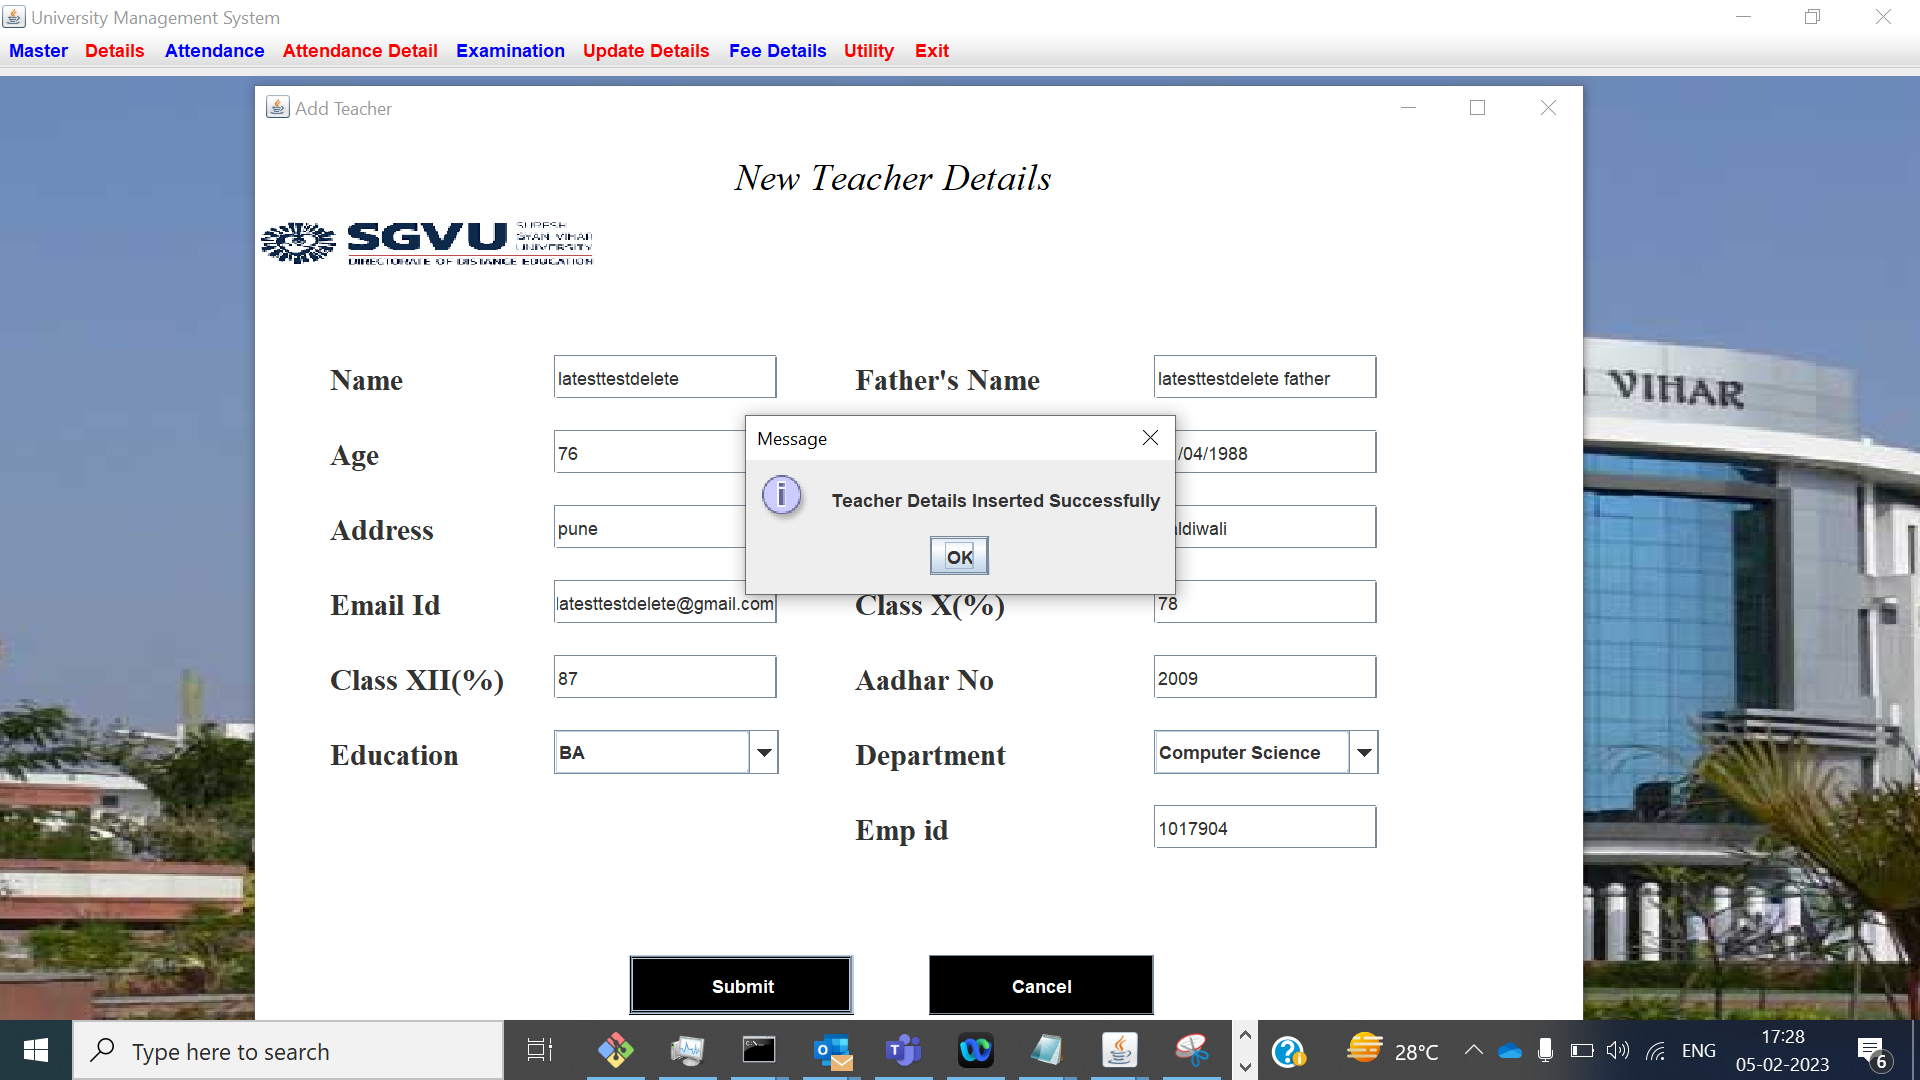 University Management System
Master Details Attendance Attendance Detail Examination Update Details Fee Details Utility Exit
Add Teacher
New Teacher Details
SGVU SURESH GYAN VIHAR UNIVERSITY
DIRECTORATE OF DISTANCE EDUCATION
VIHAR
Name latesttestdelete Father's Name latesttestdelete father
Message
Age 76 /04/1988
Teacher Details Inserted Successfully
Address pune ldiwali
OK
Email Id latesttestdelete@gmail.com Class X(%) 78
Class XII(%) 87 Aadhar No 2009
Education BA Department Computer Science
Emp id 1017904
Submit Cancel
Type here to search
28°C
ENG
17:28
05-02-2023
6